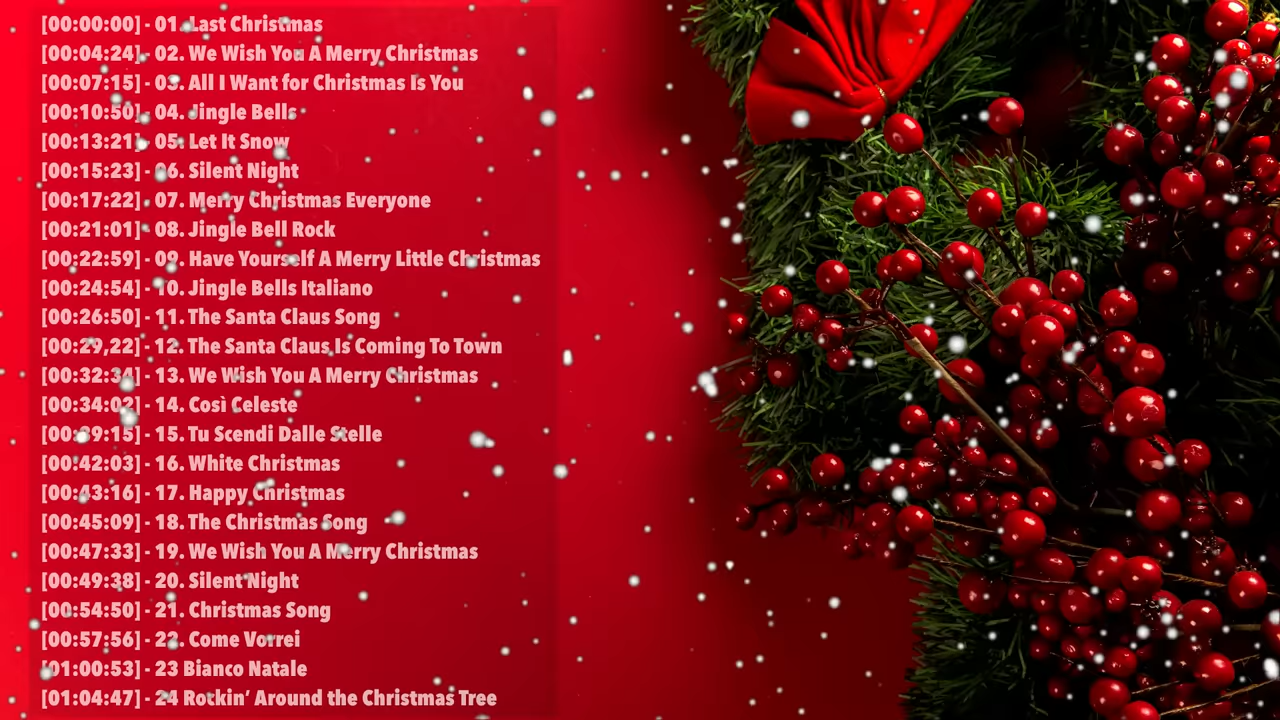 [00:00:00] - 01. Last Christmas
[00:04:24] - 02. We Wish You A Merry Christmas
[00:07:15] - 03. All I Want for Christmas Is You
[00:10:50] - 04. Jingle Bells
[00:13:21] - 05. Let It Snow
[00:15:23] - 06. Silent Night
[00:17:22] - 07. Merry Christmas Everyone
[00:21:01] - 08. Jingle Bell Rock
[00:22:59] - 09. Have Yourself A Merry Little Christmas
[00:24:54] - 10. Jingle Bells Italiano
[00:26:50] - 11. The Santa Claus Song
[00:29,22] - 12. The Santa Claus Is Coming To Town
[00:32:34] - 13. We Wish You A Merry Christmas
[00:34:02] - 14. Così Celeste
[00:39:15] - 15. Tu Scendi Dalle Stelle
[00:42:03] - 16. White Christmas
[00:43:16] - 17. Happy Christmas
[00:45:09] - 18. The Christmas Song
[00:47:33] - 19. We Wish You A Merry Christmas
[00:49:38] - 20. Silent Night
[00:54:50] - 21. Christmas Song
[00:57:56] - 22. Come Vorrei
[01:00:53] - 23 Bianco Natale
[01:04:47] - 24 Rockin’ Around the Christmas Tree